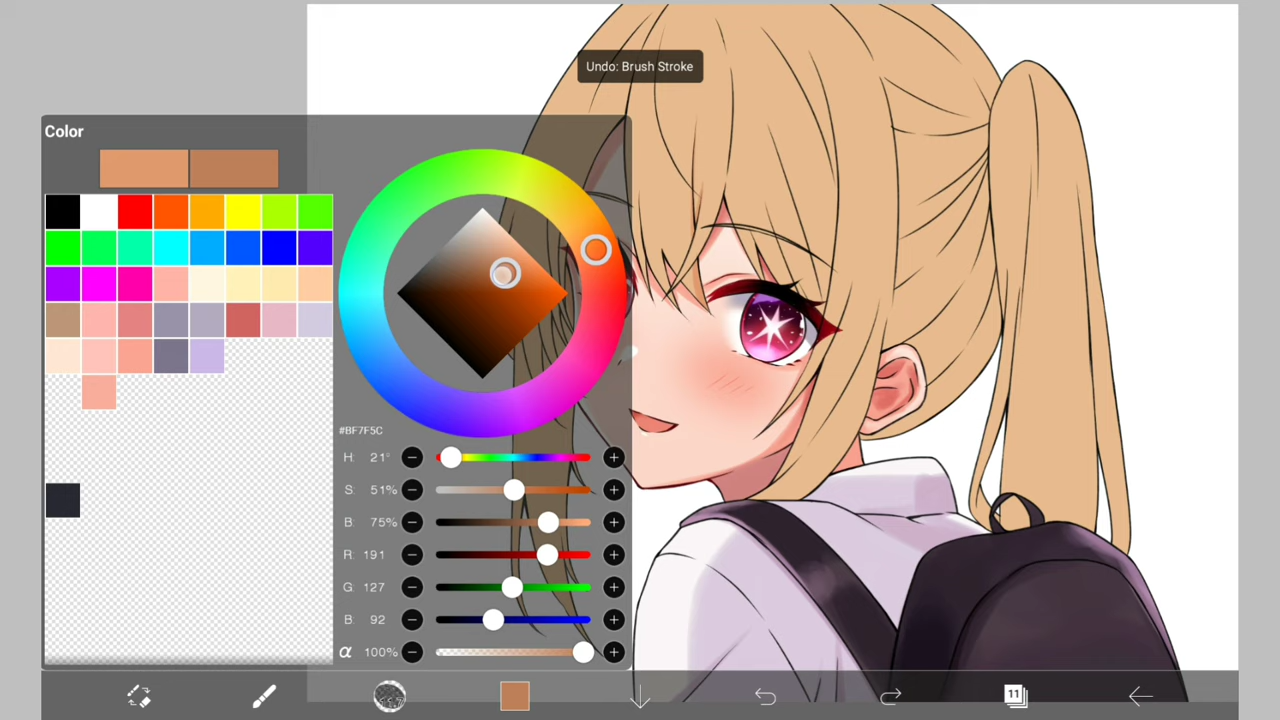 Undo: Brush Stroke
Color
#BF7F5C
H: 21°
S: 51%
B: 75%
R: 191
G: 127
B: 92
α 100%
11